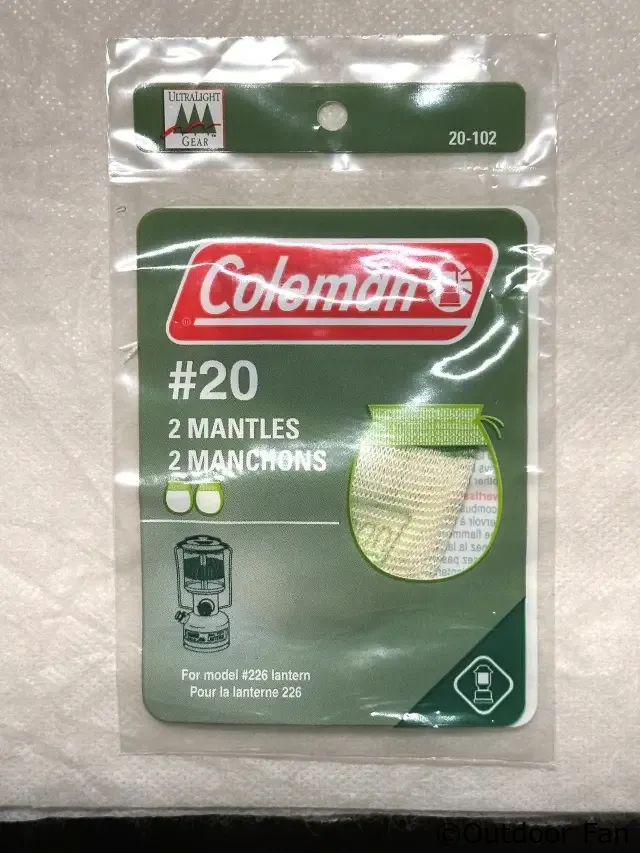 ULTRALIGHT
GEAR
20-102
Coleman
#20
2 MANTLES
2 MANCHONS
For model #226 lantern
Pour la lanterne 226
©Outdoor Fan